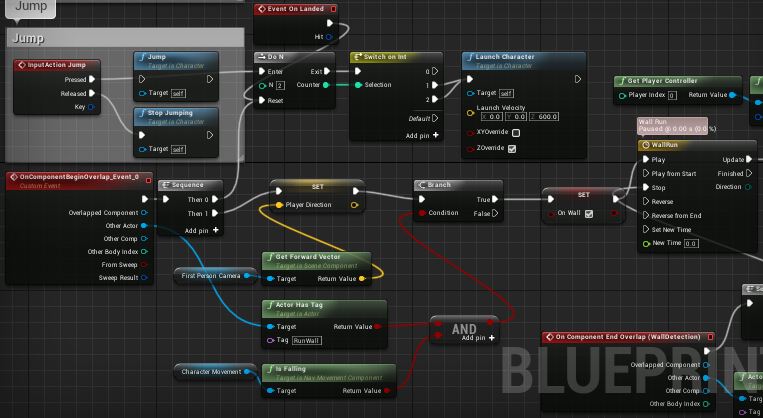 Jump
Jump
Event On Landed
Hit
InputAction Jump
Pressed
Released
Key
Jump
Target is Character
Target self
Stop Jumping
Target is Character
Target self
Do N
Enter Exit
N 2 Counter
Reset
Switch on Int
0
Selection 1
2
Default
Add pin +
Launch Character
Target is Character
Target self
Launch Velocity
X 0.0 Y 0.0 Z 600.0
XYOverride
ZOverride
Get Player Controller
Player Index 0 Return Value
Wall Run
Paused @ 0.00 s (0.0 %)
WallRun
Play Update
Play from Start Finished
Stop Direction
Reverse
Reverse from End
Set New Time
New Time 0.0
OnComponentBeginOverlap_Event_0
Custom Event
Overlapped Component
Other Actor
Other Comp
Other Body Index
From Sweep
Sweep Result
Sequence
Then 0
Then 1
Add pin +
SET
Player Direction
Branch
True
Condition False
SET
On Wall
Get Forward Vector
Target is Scene Component
Target Return Value
First Person Camera
Actor Has Tag
Target is Actor
Target Return Value
Tag RunWall
AND
Add pin +
Is Falling
Target is Nav Movement Component
Target Return Value
Character Movement
On Component End Overlap (WallDetection)
Overlapped Component
Other Actor
Other Comp
Other Body Index
Se
Acto
Target
Tag
BLUEPRIN